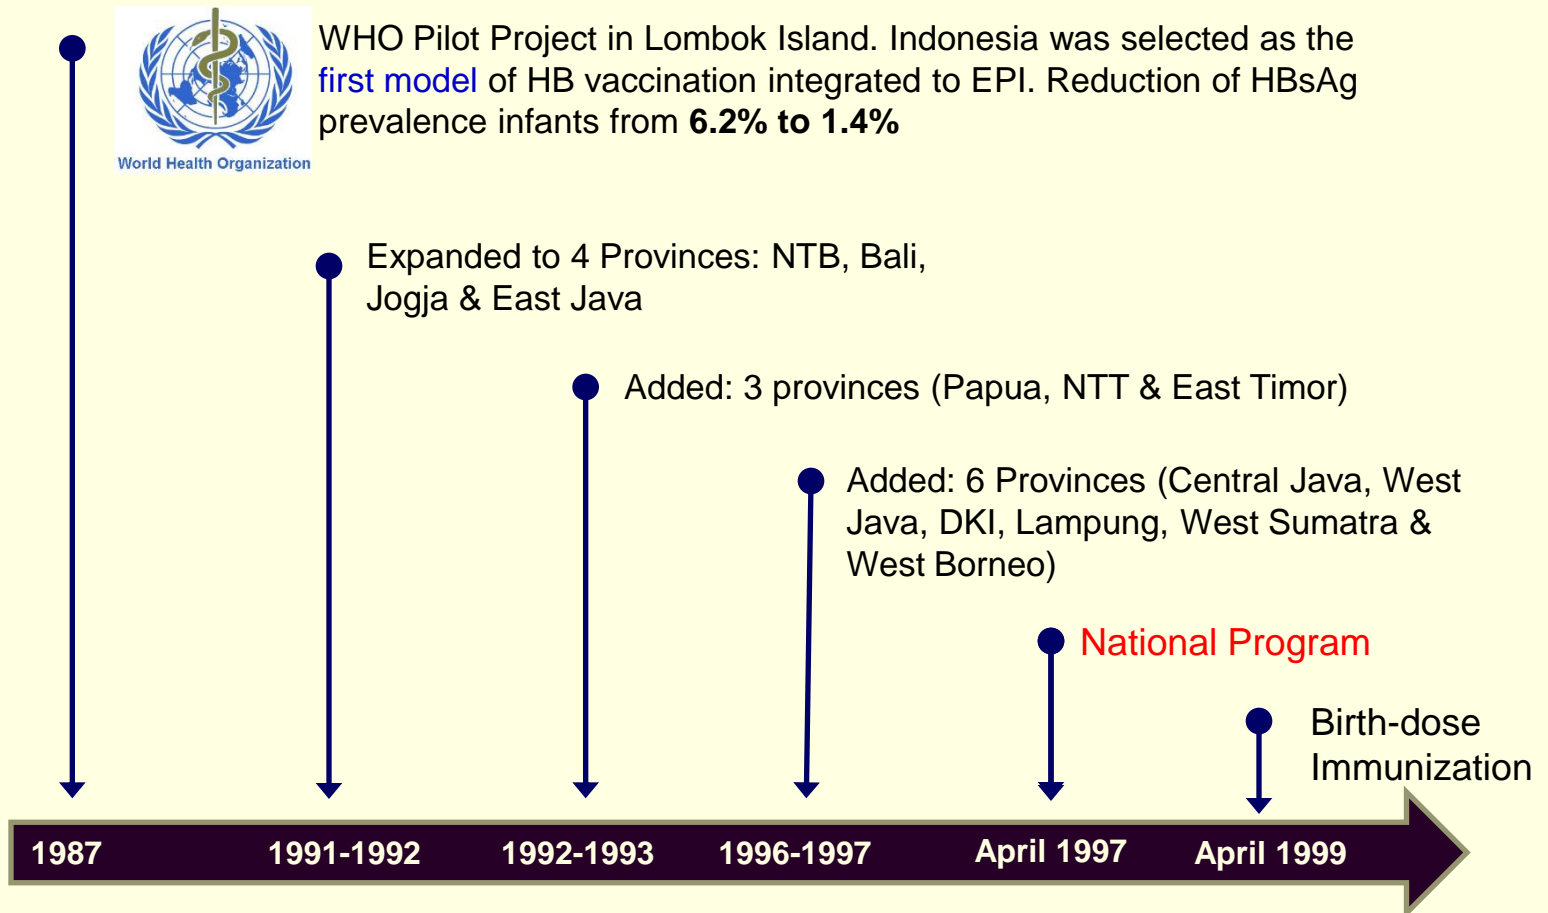 WHO Pilot Project in Lombok Island. Indonesia was selected as the
first model of HB vaccination integrated to EPI. Reduction of HBsAg
prevalence infants from 6.2% to 1.4%
World Health Organization
Expanded to 4 Provinces: NTB, Bali,
Jogja & East Java
Added: 3 provinces (Papua, NTT & East Timor)
Added: 6 Provinces (Central Java, West
Java, DKI, Lampung, West Sumatra &
West Borneo)
National Program
Birth-dose
Immunization
1987
1991-1992
1992-1993
1996-1997
April 1997
April 1999